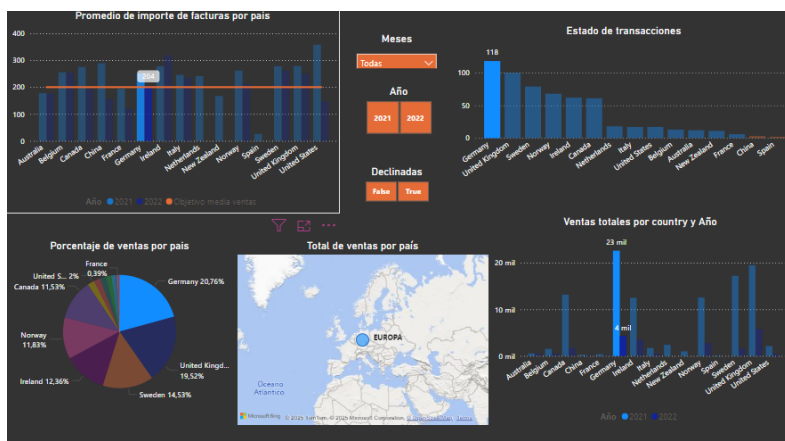 Promedio de importe de facturas por país
400
300
200
100
0
204
Australia
Belgium
Canada
China
France
Germany
Ireland
Italy
Netherlands
New Zealand
Norway
Spain
Sweden
United Kingdom
United States
Año 2021 2022 Objetivo media ventas
Meses
Todas
Año
2021 2022
Declinadas
False True
Estado de transacciones
118
100
50
0
Germany
United Kingdom
Sweden
Norway
Ireland
Canada
Netherlands
Italy
United States
Belgium
Australia
New Zealand
France
China
Spain
Porcentaje de ventas por país
France
0,39%
United S... 2%
Canada 11,53%
Germany 20,76%
Norway
11,83%
United Kingd...
19,52%
Ireland 12,36%
Sweden 14,53%
Total de ventas por país
EUROPA
Océano
Atlántico
Microsoft Bing
© 2025 TomTom, © 2025 Microsoft Corporation, © OpenStreetMap Terms
Ventas totales por country y Año
23 mil
20 mil
10 mil
4 mil
0 mil
Australia
Belgium
Canada
China
France
Germany
Ireland
Italy
Netherlands
New Zealand
Norway
Spain
Sweden
United Kingdom
United States
Año 2021 2022